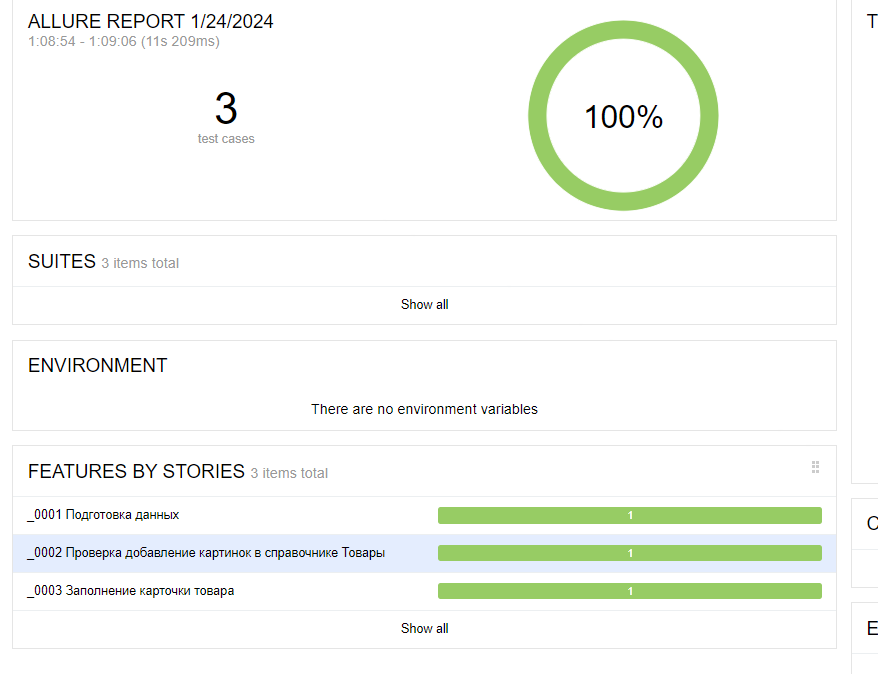 ALLURE REPORT 1/24/2024
1:08:54 - 1:09:06 (11s 209ms)
3
test cases
100%
SUITES 3 items total
Show all
ENVIRONMENT
There are no environment variables
FEATURES BY STORIES 3 items total
_0001 Подготовка данных 1
_0002 Проверка добавление картинок в справочнике Товары 1
_0003 Заполнение карточки товара 1
Show all